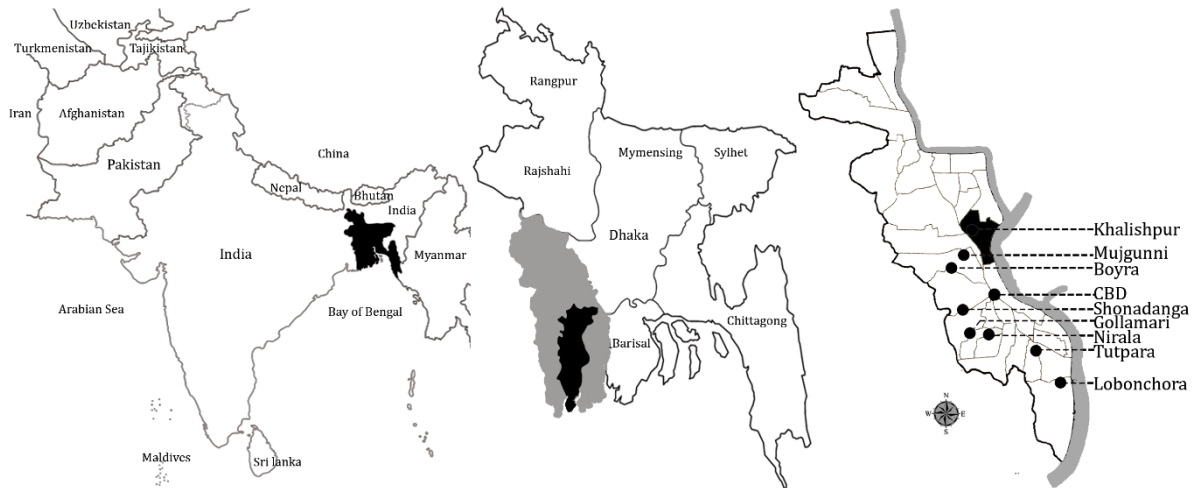 Uzbekistan
Turkmenistan
Tajikistan
Iran
Afghanistan
Pakistan
China
Nepal
Bhutan
India
India
Myanmar
Arabian Sea
Bay of Bengal
Maldives
Sri lanka
Rangpur
Rajshahi
Mymensing
Sylhet
Dhaka
Barisal
Chittagong
Khalishpur
Mujgunni
Boyra
CBD
Shonadanga
Gollamari
Nirala
Tutpara
Lobonchora
N
W
E
S